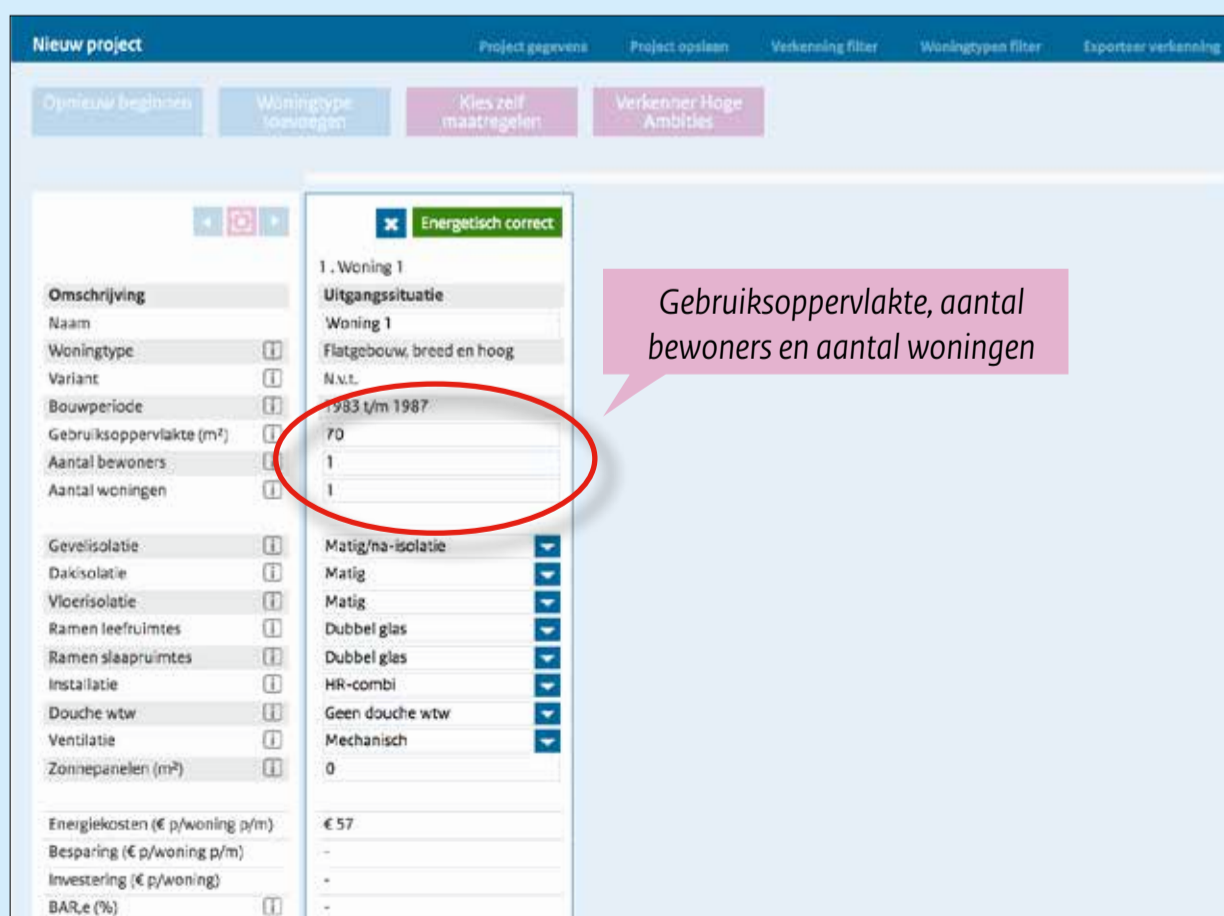 Nieuw project Project gegevens Project opslaan Verkenning filter Woningtypen filter Exporteer verkenning
Opnieuw beginnen Woningtype toevoegen Kies zelf maatregelen Verkenner Hoge Ambities
Energetisch correct
1 . Woning 1
Omschrijving Uitgangssituatie
Naam Woning 1
Woningtype i Flatgebouw, breed en hoog
Variant i N.v.t.
Bouwperiode i 1983 t/m 1987
Gebruiksoppervlakte (m²) i 70
Aantal bewoners i 1
Aantal woningen i 1
Gebruiksoppervlakte, aantal
bewoners en aantal woningen
Gevelisolatie i Matig/na-isolatie
Dakisolatie i Matig
Vloerisolatie i Matig
Ramen leefruimtes i Dubbel glas
Ramen slaapruimtes i Dubbel glas
Installatie i HR-combi
Douche wtw i Geen douche wtw
Ventilatie i Mechanisch
Zonnepanelen (m²) i 0
Energiekosten (€ p/woning p/m) € 57
Besparing (€ p/woning p/m) -
Investering (€ p/woning) -
BAR,e (%) i -